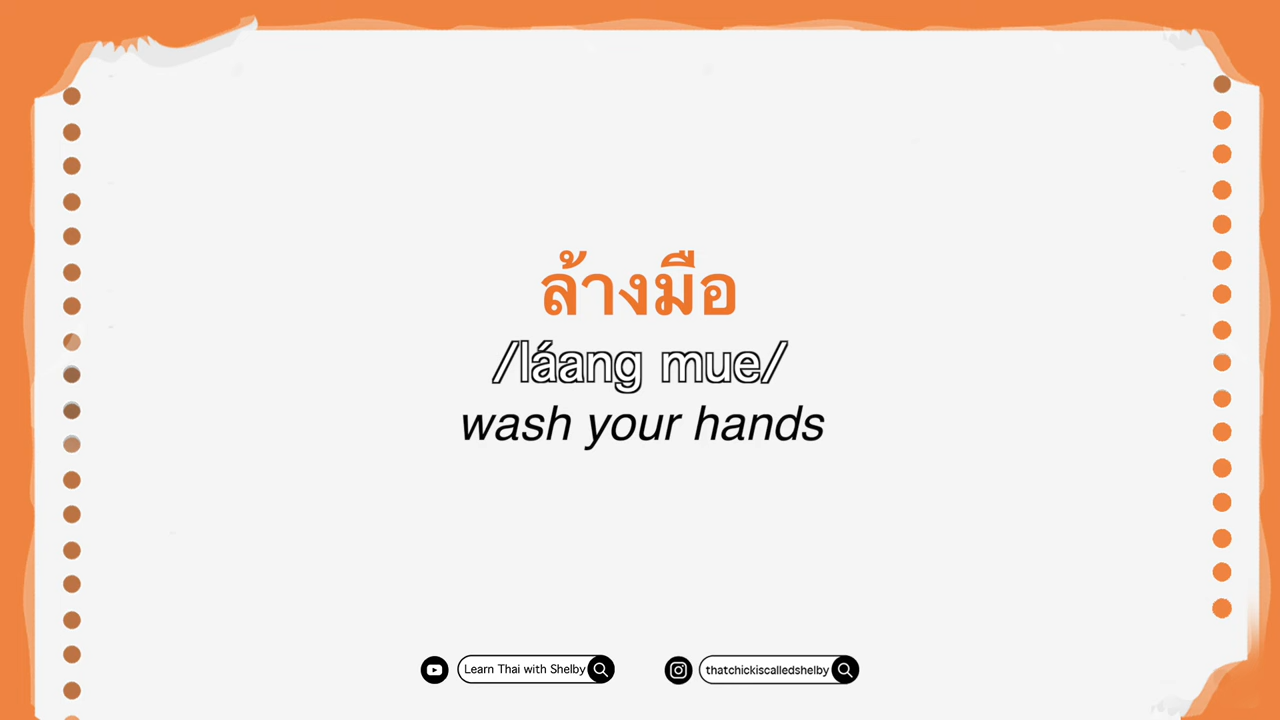 ล้างมือ
/láang mue/
wash your hands
Learn Thai with Shelby
thatchickiscalledshelby